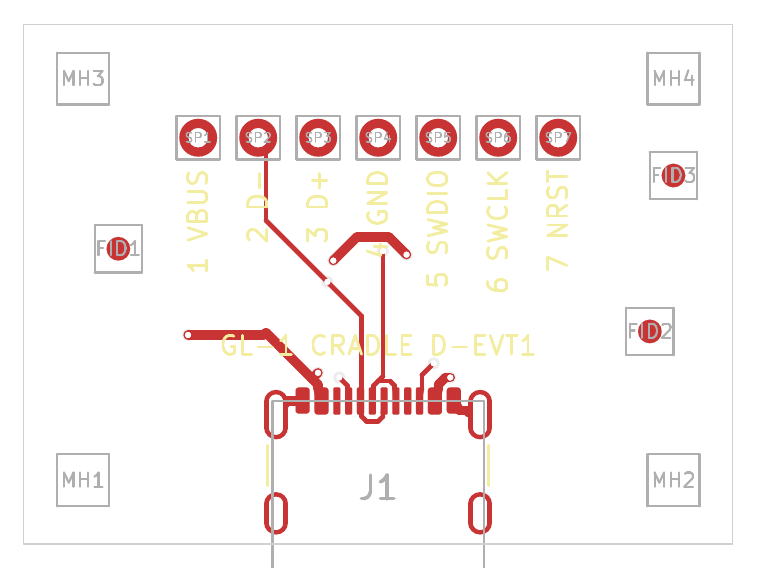 MH3
MH4
SP1
SP2
SP3
SP4
SP5
SP6
SP7
FID3
1 VBUS
2 D-
3 D+
4 GND
5 SWDIO
6 SWCLK
7 NRST
FID1
FID2
GL-1 CRADLE D-EVT1
MH1
J1
MH2